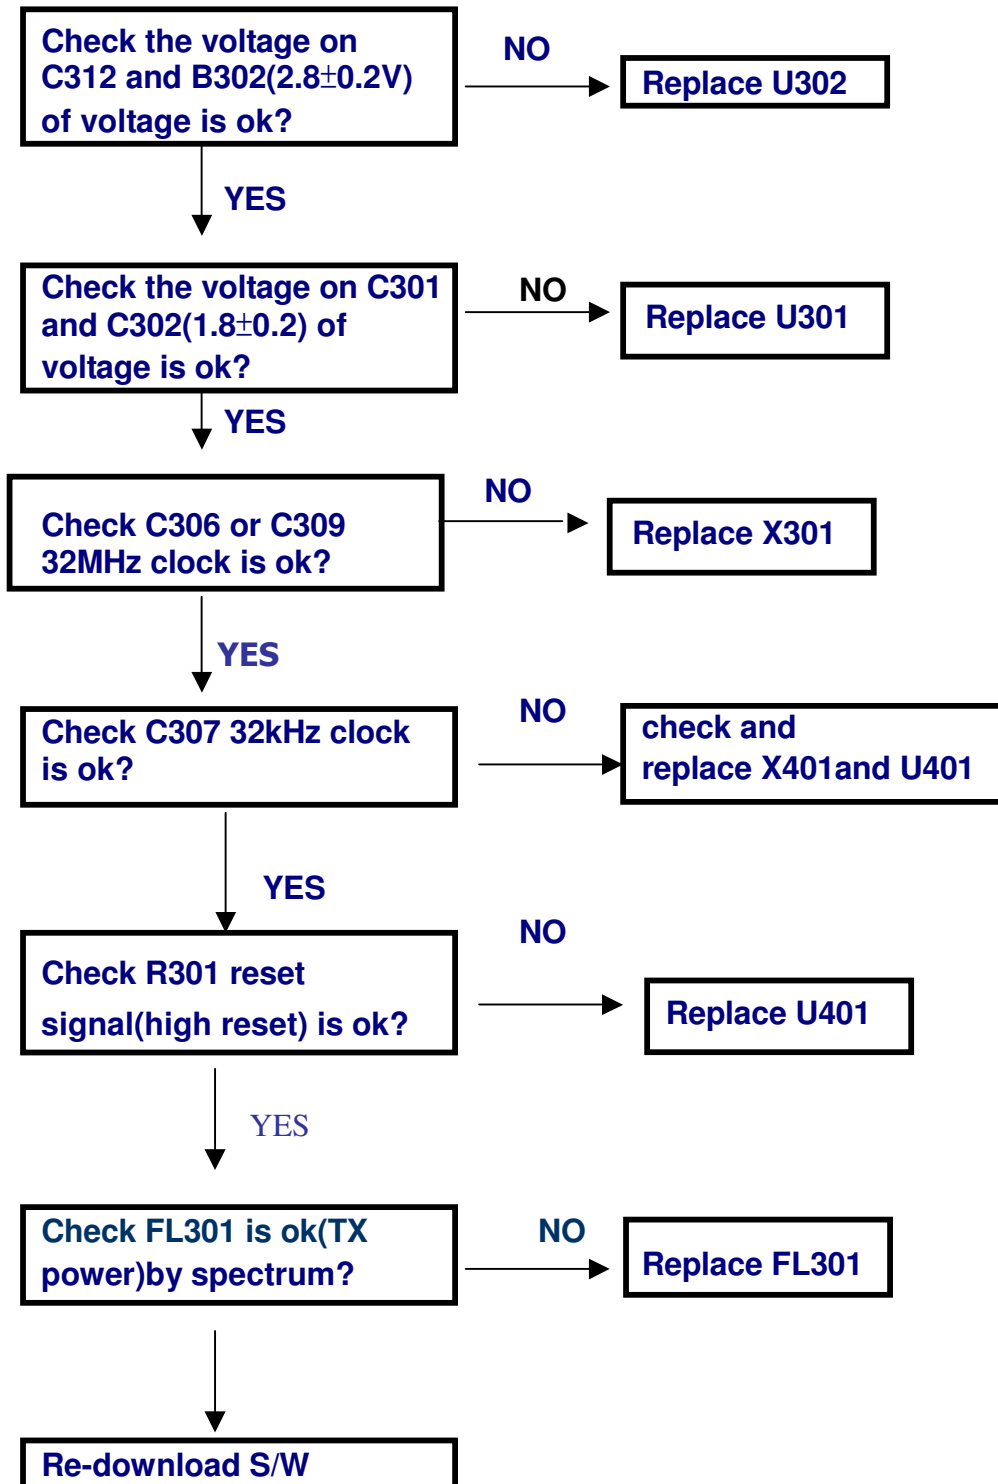 Check the voltage on
C312 and B302(2.8±0.2V)
of voltage is ok?
NO
Replace U302
YES
Check the voltage on C301
and C302(1.8±0.2) of
voltage is ok?
NO
Replace U301
YES
Check C306 or C309
32MHz clock is ok?
NO
Replace X301
YES
Check C307 32kHz clock
is ok?
NO
check and
replace X401and U401
YES
Check R301 reset
signal(high reset) is ok?
NO
Replace U401
YES
Check FL301 is ok(TX
power)by spectrum?
NO
Replace FL301
Re-download S/W